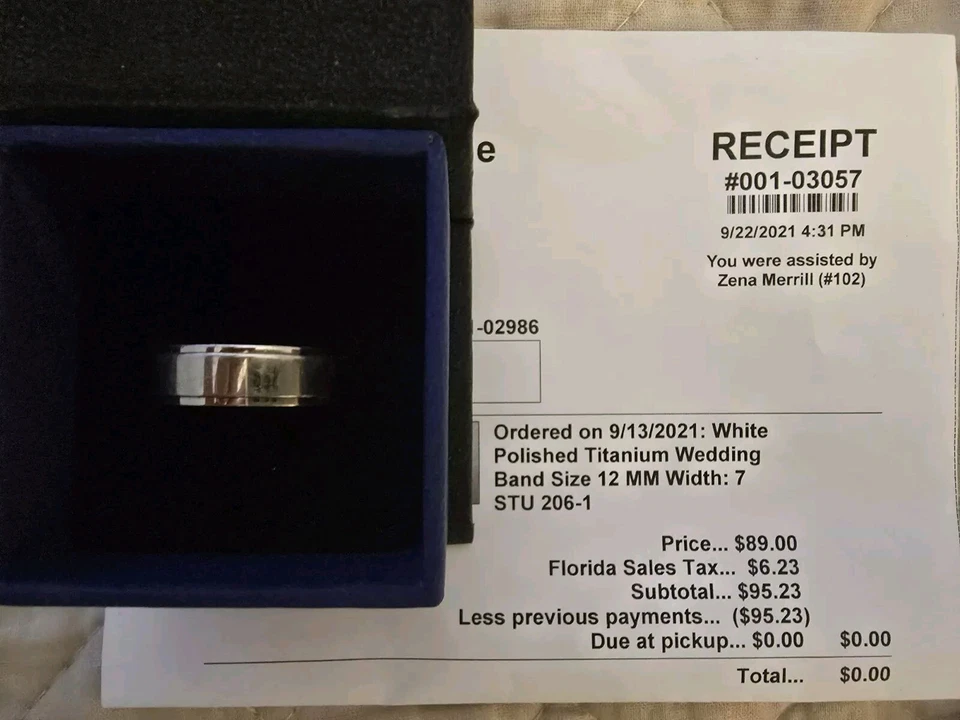 e
RECEIPT
#001-03057
9/22/2021 4:31 PM
You were assisted by
Zena Merrill (#102)
-02986
Ordered on 9/13/2021: White
Polished Titanium Wedding
Band Size 12 MM Width: 7
STU 206-1
Price... $89.00
Florida Sales Tax... $6.23
Subtotal... $95.23
Less previous payments... ($95.23)
Due at pickup... $0.00 $0.00
Total... $0.00